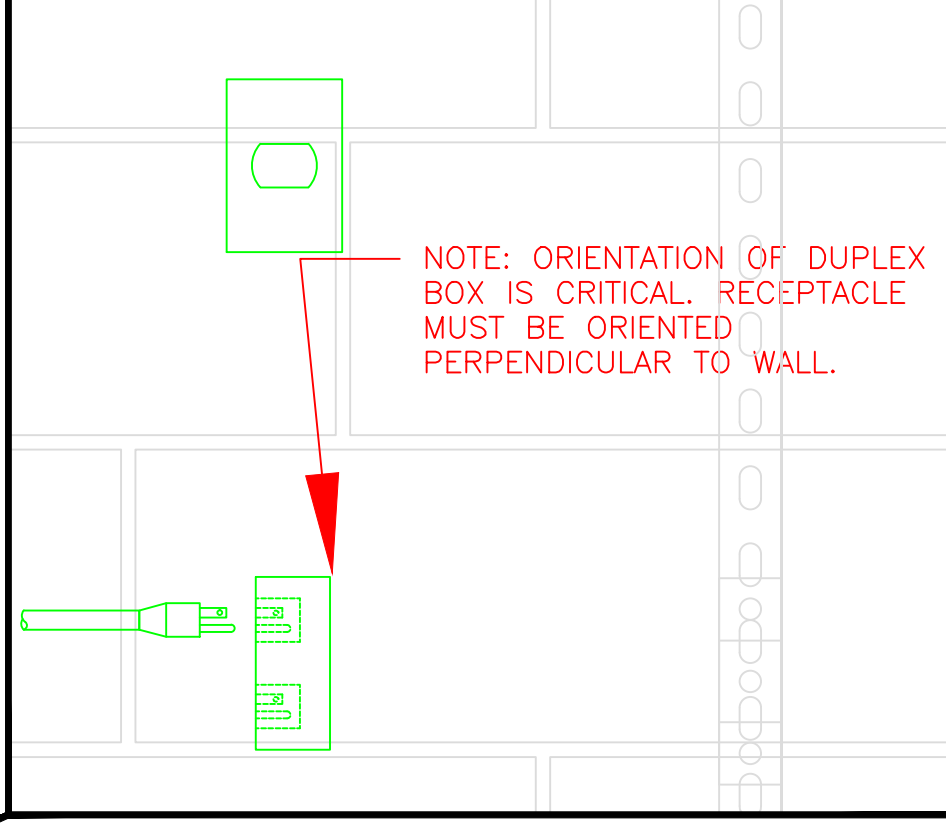 NOTE: ORIENTATION OF DUPLEX
BOX IS CRITICAL. RECEPTACLE
MUST BE ORIENTED
PERPENDICULAR TO WALL.